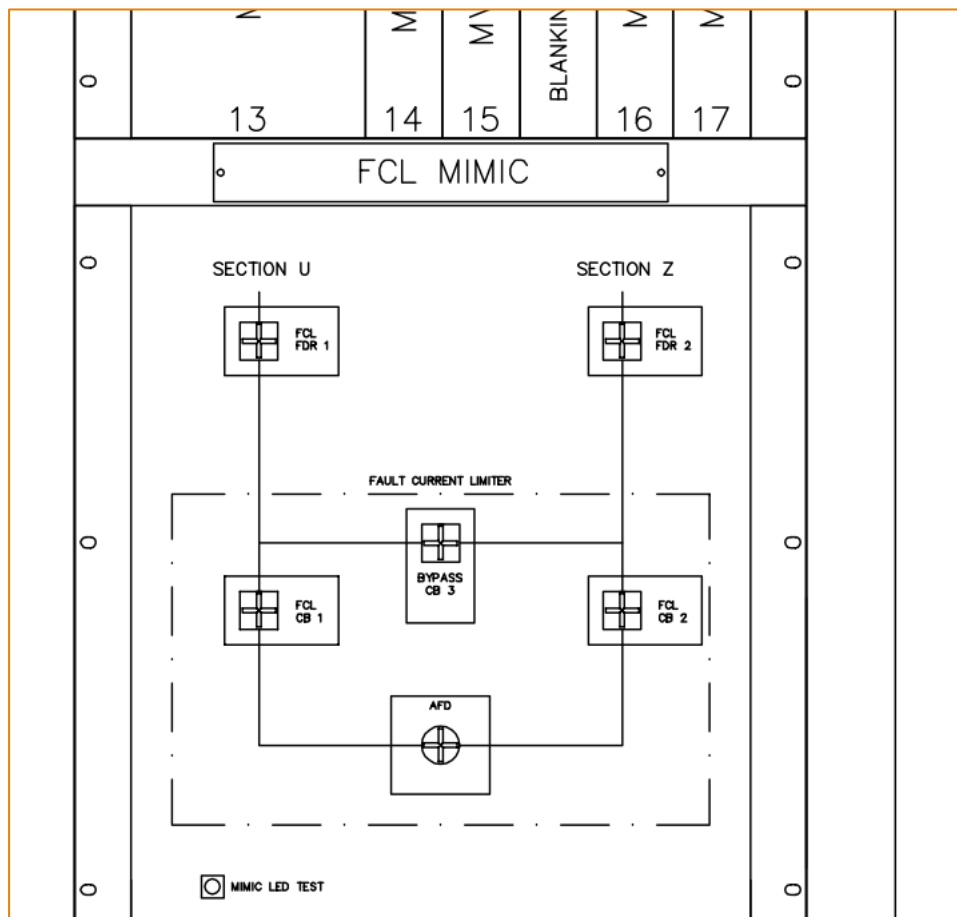 13
14
15
16
17
FCL MIMIC
SECTION U
SECTION Z
FCL
FDR 1
FCL
FDR 2
FAULT CURRENT LIMITER
BYPASS
CB 3
FCL
CB 1
FCL
CB 2
AFD
MIMIC LED TEST